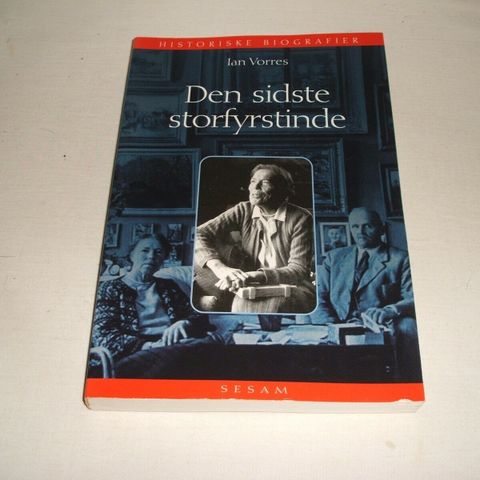 HISTORISKE BIOGRAFIER
Ian Vorres
Den sidste
storfyrstinde
SESAM